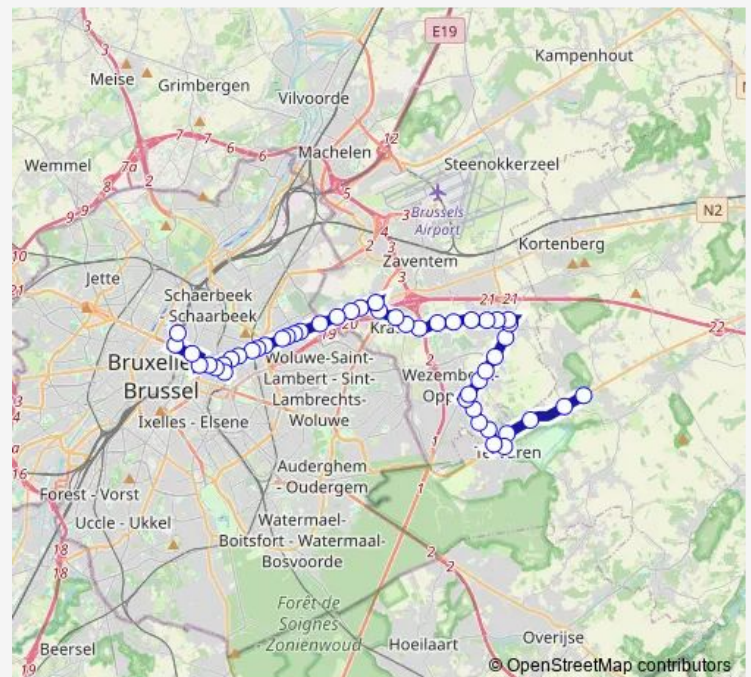 E19
Kampenhout
Meise
Grimbergen
Vilvoorde
12
3
3
7
7
6
6
7a
8
2
Machelen
Wemmel
5
Steenokkerzeel
9
9
3
4
2
3
Brussels
Airport
N2
10
Kortenberg
Zaventem
Jette
21
Schaerbeek
Schaarbeek
21
21
20
19
22
Bruxelle
Brussel
Woluwe-Saint-
Lambert - Sint-
Lambrechts-
Woluwe
2
Wezemb
Opp
Ixelles - Elsene
1
Auderghem
- Oudergem
16
Forest - Vorst
Uccle - Ukkel
Watermael-
Boitsfort - Watermaal-
Bosvoorde
1
18
18
2
2
Forêt de
Soignes
- Zonienwoud
Beersel
19
Hoeilaart
Overijse
© OpenStreetMap contributors